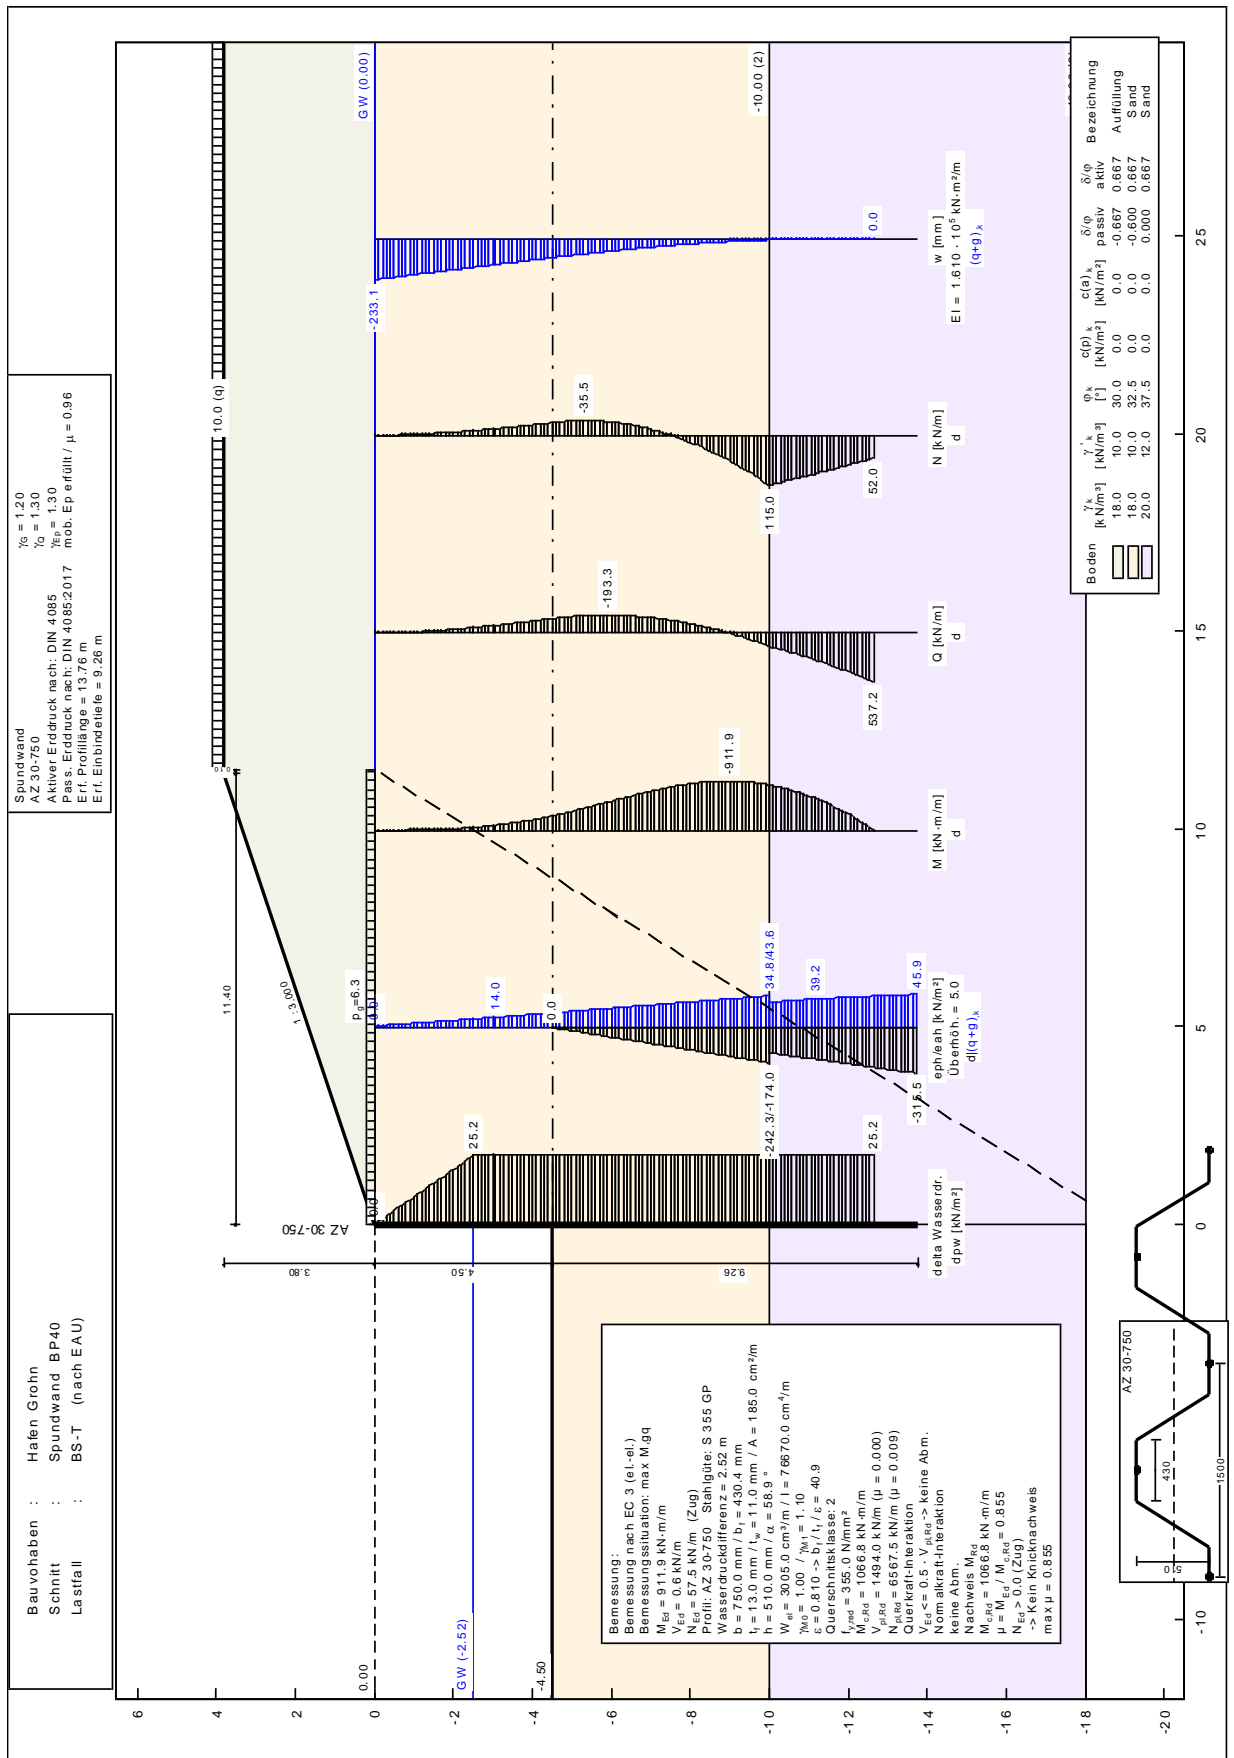 Bauvohaben : Hafen Grohn
Schnitt : Spundwand BP40
Lastfall : BS-T (nach EAU)
Spundwand
AZ 30-750
Aktiver Erddruck nach: DIN 4085
Pass. Erddruck nach: DIN 4085:2017
Erf. Profillänge = 13.76 m
Erf. Einbindetiefe = 9.26 m
γG = 1.20
γQ = 1.30
γEp = 1.30
mob. Ep erfüllt / μ = 0.96
6
4
2
0
-2
-4
-6
-8
-10
-12
-14
-16
-18
-20
-10
0
5
10
15
20
25
0.00
GW (-2.52)
-4.50
3.80
4.50
9.26
AZ 30-750
11.40
1 : 3.000
0.10
10.0 (q)
pg=6.3
GW (0.00)
-10.00 (2)
25.2
25.2
delta Wasserdr.
dpw [kN/m²]
0.0
14.0
0.0
34.8/43.6
39.2
45.9
-242.3/-174.0
-315.5
eph/eah [kN/m²]
Überhöh. = 5.0
d|(q+g),k
-911.9
M [kN·m/m]
d
-193.3
537.2
Q [kN/m]
d
-35.5
115.0
52.0
N [kN/m]
d
-233.1
0.0
w [mm]
EI = 1.610 · 10⁵ kN·m²/m
(q+g),k
Boden γk [kN/m³] γ'k [kN/m³] φk [°] c(p)k [kN/m²] c(a)k [kN/m²] δ/φ passiv δ/φ aktiv Bezeichnung
18.0 10.0 30.0 0.0 0.0 -0.667 0.667 Auffüllung
18.0 10.0 32.5 0.0 0.0 -0.600 0.667 Sand
20.0 12.0 37.5 0.0 0.0 0.000 0.667 Sand
Bemessung:
Bemessung nach EC 3 (el.-el.)
Bemessungssituation: max M,gq
MEd = 911.9 kN·m/m
VEd = 0.6 kN/m
NEd = 57.5 kN/m (Zug)
Profil: AZ 30-750 Stahlgüte: S 355 GP
Wasserdruckdifferenz = 2.52 m
b = 750.0 mm / bf = 430.4 mm
tf = 13.0 mm / tw = 11.0 mm / A = 185.0 cm²/m
h = 510.0 mm / α = 58.9 °
Wel = 3005.0 cm³/m / I = 76670.0 cm⁴/m
γM0 = 1.00 / γM1 = 1.10
ε = 0.810 -> bf / tf / ε = 40.9
Querschnittsklasse: 2
fy,red = 355.0 N/mm²
Mc,Rd = 1066.8 kN·m/m
Vpl,Rd = 1494.0 kN/m (μ = 0.000)
Npl,Rd = 6567.5 kN/m (μ = 0.009)
Querkraft-Interaktion
VEd <= 0.5 · Vpl,Rd -> keine Abm.
Normalkraft-Interaktion
keine Abm.
Nachweis MRd
Mc,Rd = 1066.8 kN·m/m
μ = MEd / Mc,Rd = 0.855
NEd > 0.0 (Zug)
-> Kein Knicknachweis
max μ = 0.855
AZ 30-750
430
1500
510